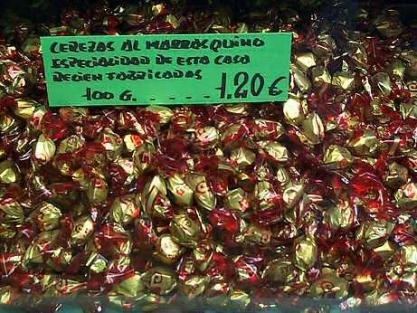 CEREZAS AL MARRASQUINO
ESPECIALIDAD DE ESTA CASA
RECIEN FABRICADAS
100 G. . . . . . 1.20 €